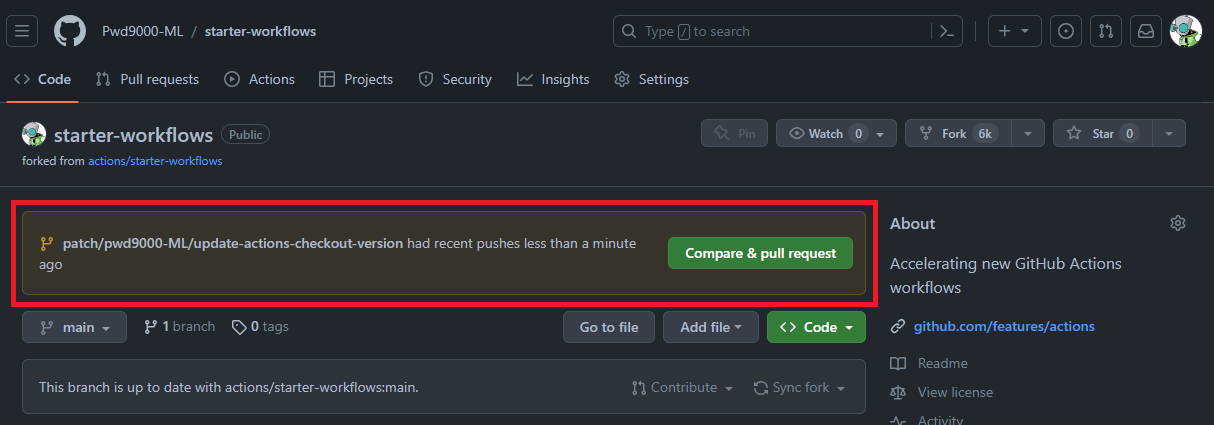 Pwd9000-ML / starter-workflows
Type / to search
Code
Pull requests
Actions
Projects
Security
Insights
Settings
starter-workflows Public
Pin
Watch 0
Fork 6k
Star 0
forked from actions/starter-workflows
patch/pwd9000-ML/update-actions-checkout-version had recent pushes less than a minute
ago
Compare & pull request
main
1 branch
0 tags
Go to file
Add file
Code
This branch is up to date with actions/starter-workflows:main.
Contribute
Sync fork
About
Accelerating new GitHub Actions
workflows
github.com/features/actions
Readme
View license
Activity